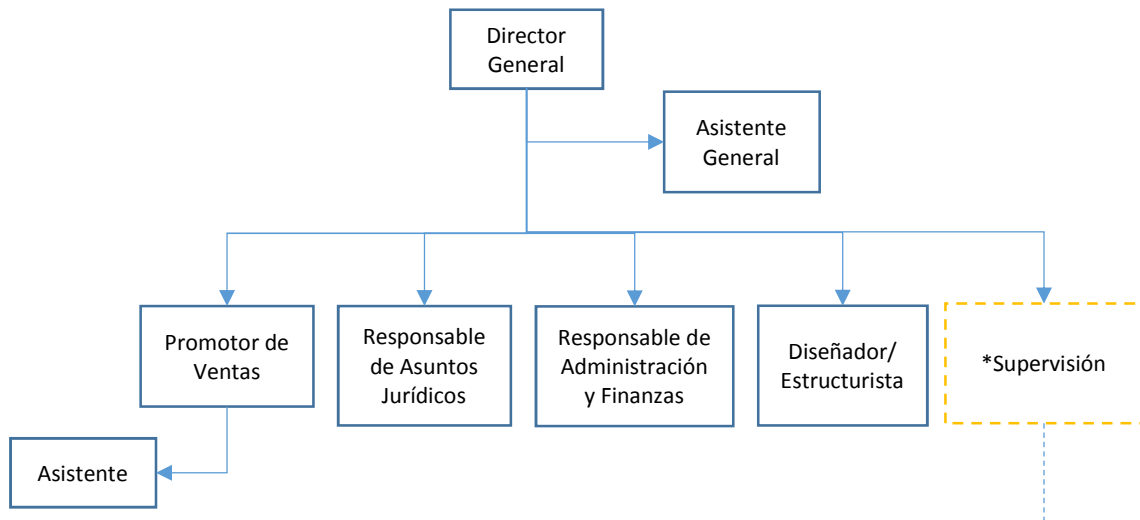 Director
General
Asistente
General
Promotor de
Ventas
Responsable
de Asuntos
Jurídicos
Responsable de
Administración
y Finanzas
Diseñador/
Estructurista
*Supervisión
Asistente